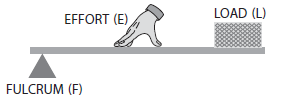 EFFORT (E)
LOAD (L)
FULCRUM (F)